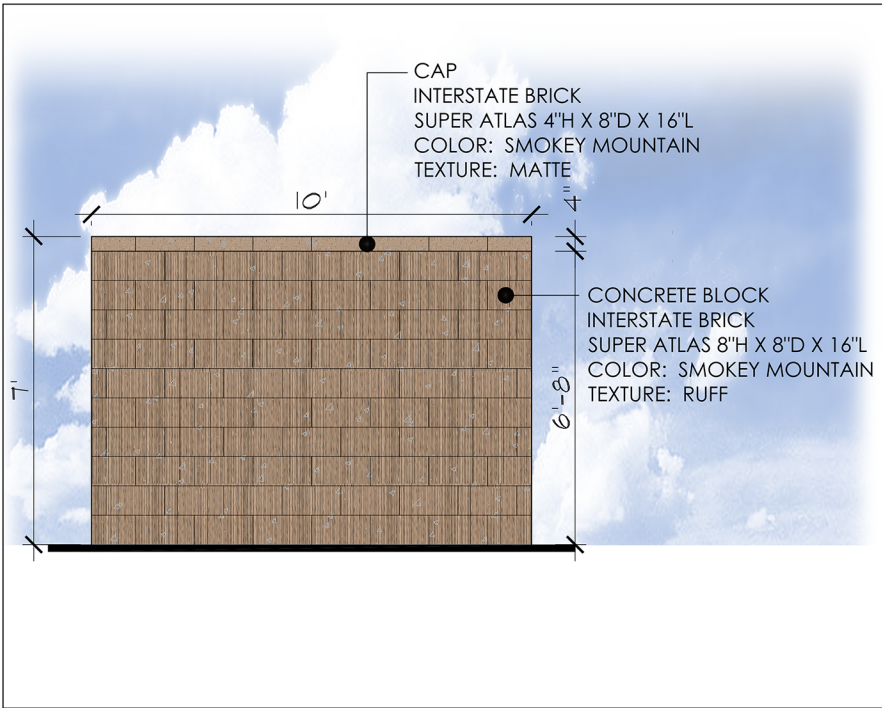 CAP
INTERSTATE BRICK
SUPER ATLAS 4"H X 8"D X 16"L
COLOR: SMOKEY MOUNTAIN
TEXTURE: MATTE
10'
4"
CONCRETE BLOCK
INTERSTATE BRICK
SUPER ATLAS 8"H X 8"D X 16"L
COLOR: SMOKEY MOUNTAIN
TEXTURE: RUFF
7'
6'-8"